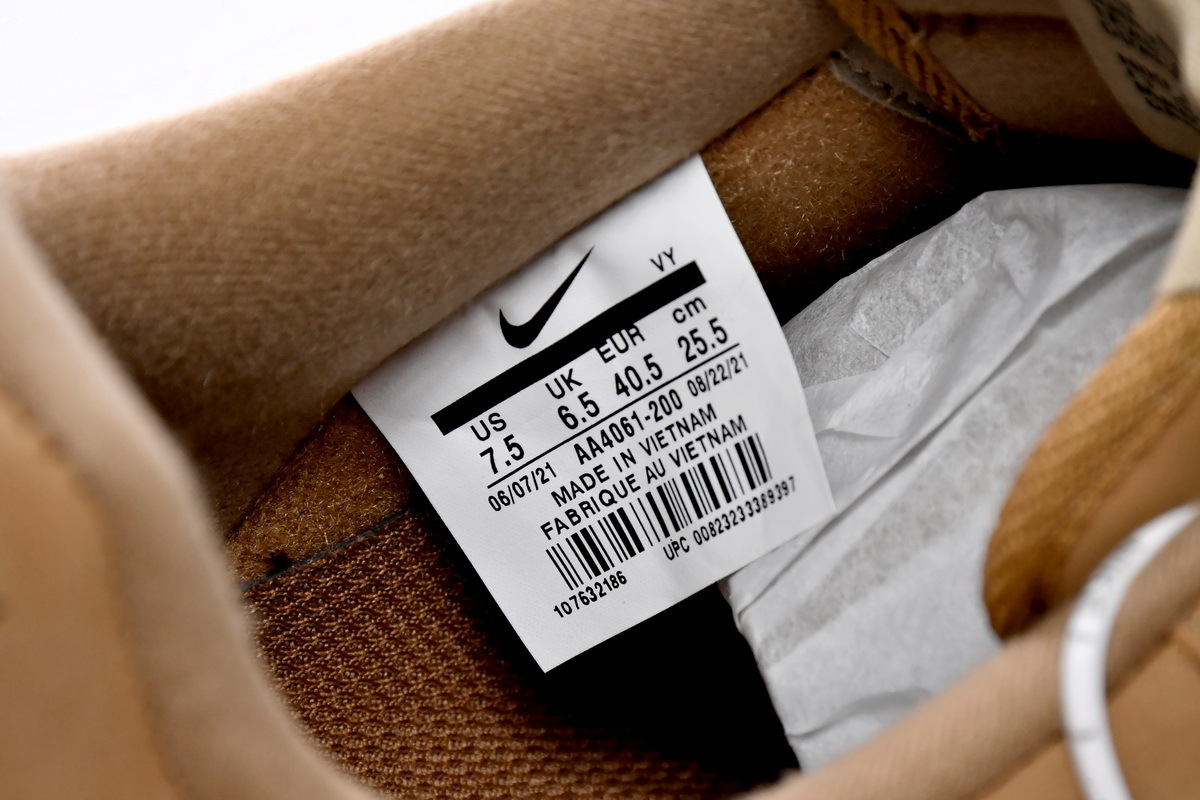 VY
US UK EUR cm
7.5 6.5 40.5 25.5
06/07/21 AA4061-200 08/22/21
MADE IN VIETNAM
FABRIQUE AU VIETNAM
107632186 UPC 00823233389397